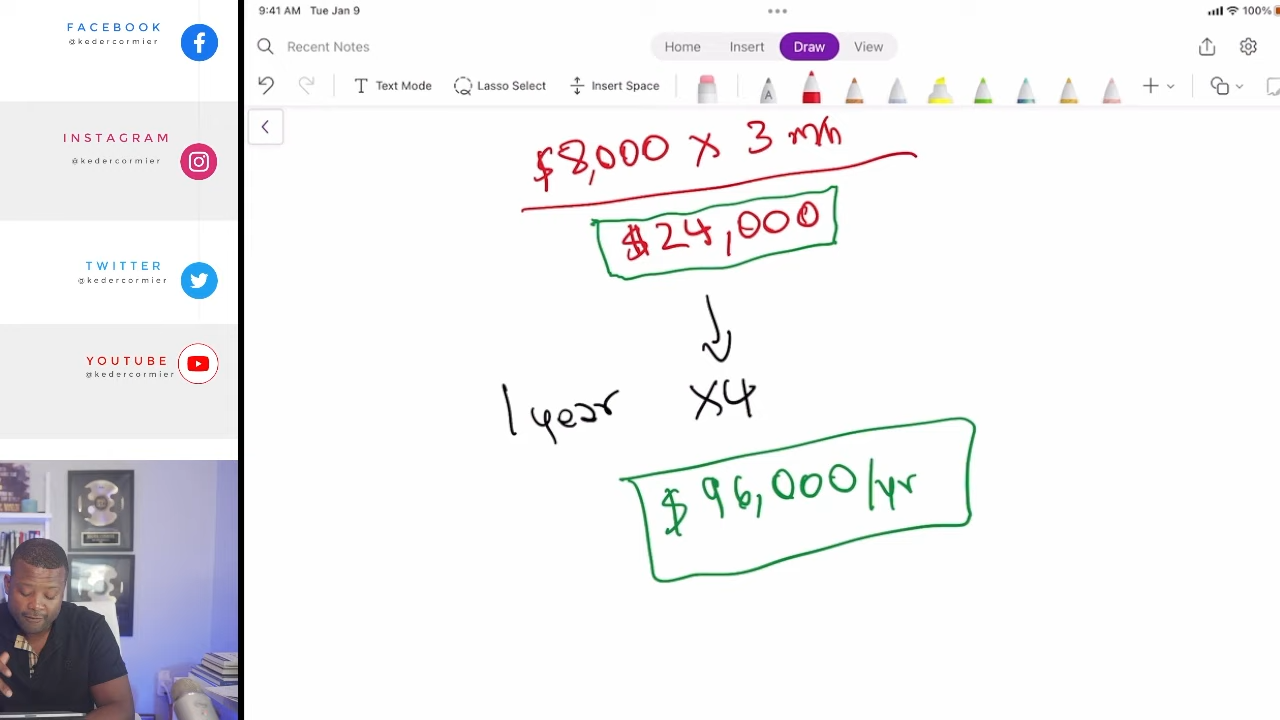 FACEBOOK
@kedercormier
INSTAGRAM
@kedercormier
TWITTER
@kedercormier
YOUTUBE
@kedercormier
9:41 AM Tue Jan 9
100%
Recent Notes
Home Insert Draw View
Text Mode Lasso Select Insert Space
A
$8,000 x 3 mth
$24,000
1 year x4
$96,000/yr